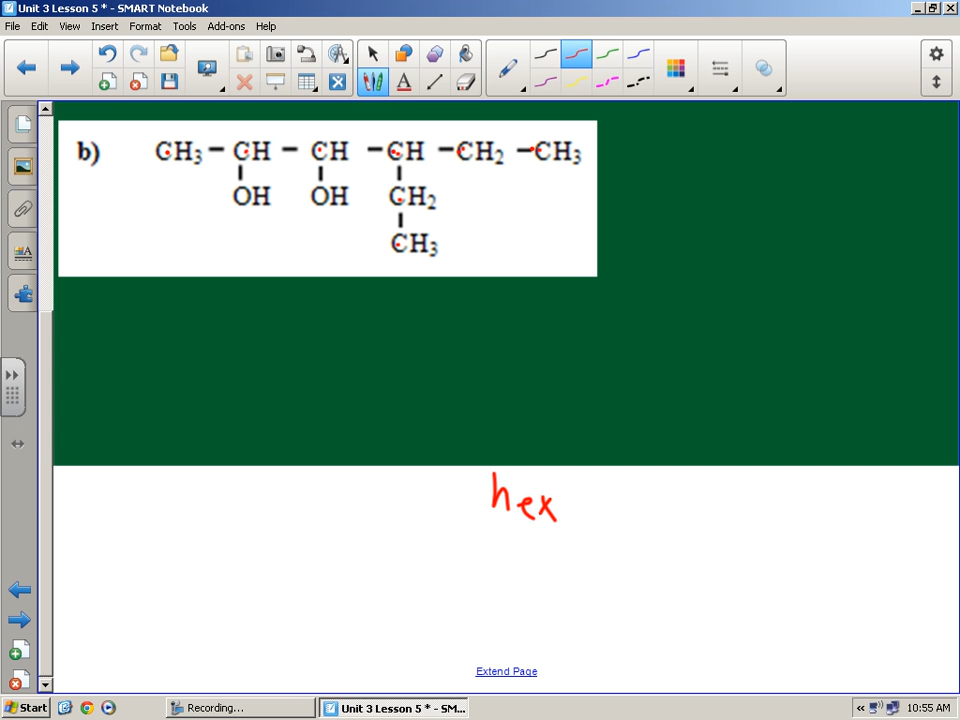 Unit 3 Lesson 5 * - SMART Notebook
File Edit View Insert Format Tools Add-ons Help
b) CH₃ – CH – CH – CH – CH₂ – CH₃
OH OH CH₂
CH₃
hex
Extend Page
Start Recording... Unit 3 Lesson 5 * - SM... 10:55 AM